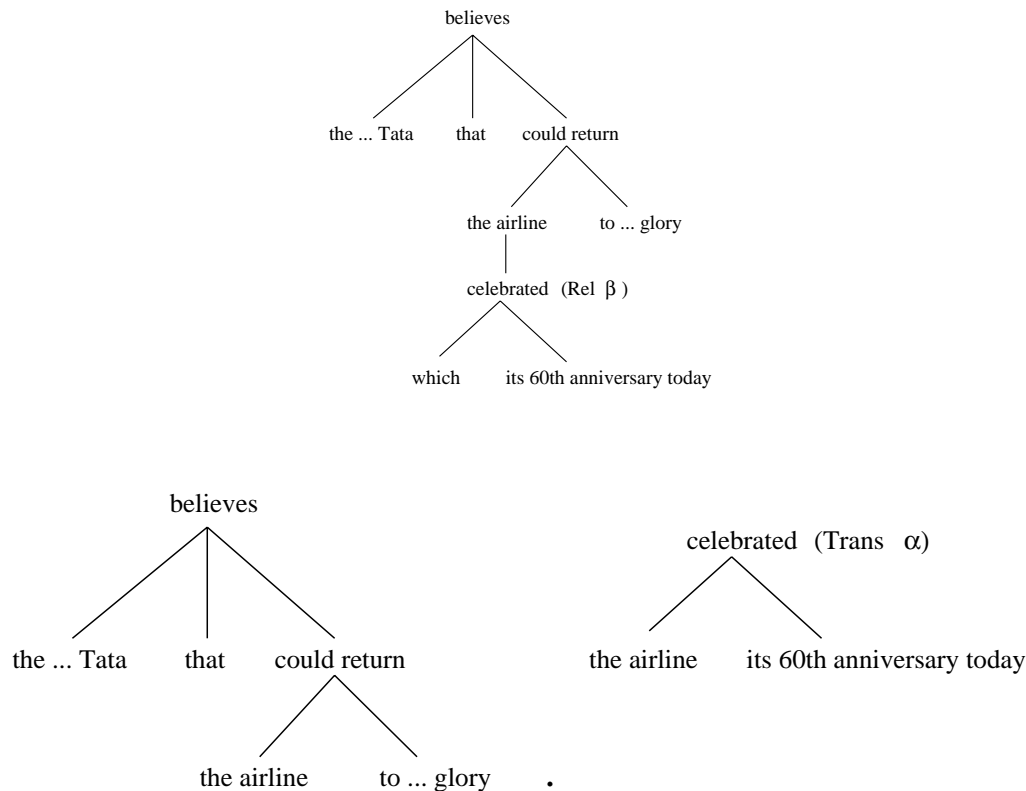 believes
the ... Tata that could return
the airline to ... glory
celebrated (Rel β )
which its 60th anniversary today
believes
celebrated (Trans α)
the ... Tata that could return the airline its 60th anniversary today
the airline to ... glory .